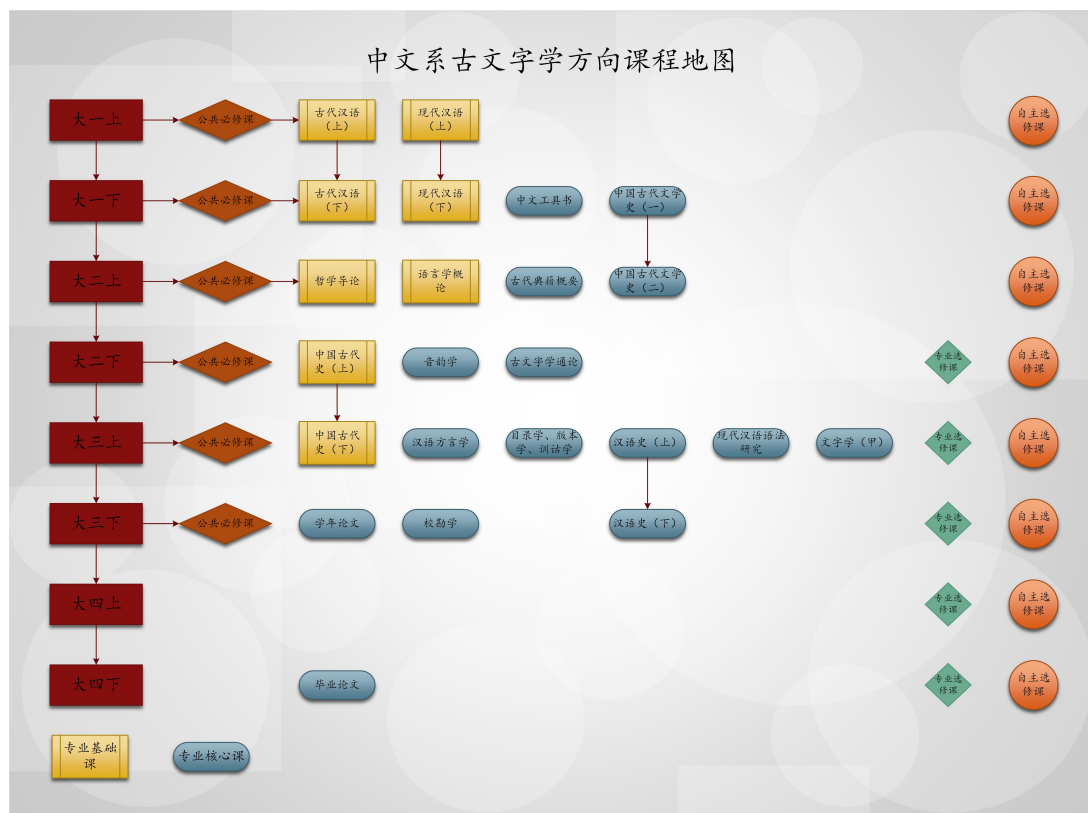 中文系古文字学方向课程地图
大一上
公共必修课
古代汉语
（上）
现代汉语
（上）
自主选
修课
大一下
公共必修课
古代汉语
（下）
现代汉语
（下）
中文工具书
中国古代文学
史（一）
自主选
修课
大二上
公共必修课
哲学导论
语言学概
论
古代典籍概要
中国古代文学
史（二）
自主选
修课
大二下
公共必修课
中国古代
史（上）
音韵学
古文字学通论
专业选
修课
自主选
修课
大三上
公共必修课
中国古代
史（下）
汉语方言学
目录学、版本
学、训诂学
汉语史（上）
现代汉语语法
研究
文字学（甲）
专业选
修课
自主选
修课
大三下
公共必修课
学年论文
校勘学
汉语史（下）
专业选
修课
自主选
修课
大四上
专业选
修课
自主选
修课
大四下
毕业论文
专业选
修课
自主选
修课
专业基础
课
专业核心课